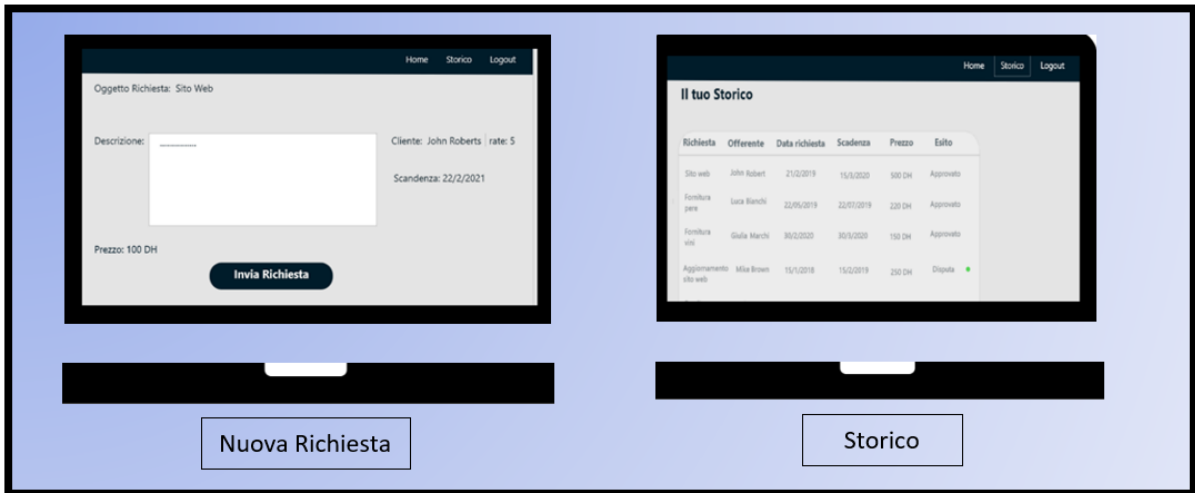 Home Storico Logout
Oggetto Richiesta: Sito Web
Descrizione: ------------
Cliente: John Roberts | rate: 5
Scandenza: 22/2/2021
Prezzo: 100 DH
Invia Richiesta
Nuova Richiesta
Home Storico Logout
Il tuo Storico
Richiesta Offerente Data richiesta Scadenza Prezzo Esito
Sito web John Robert 21/2/2019 15/3/2020 500 DH Approvato
Fornitura pere Luca Bianchi 22/05/2019 22/07/2019 220 DH Approvato
Fornitura vini Giulia Marchi 30/2/2020 30/3/2020 150 DH Approvato
Aggiornamento sito web Mike Brown 15/1/2018 15/2/2019 250 DH Disputa
Storico